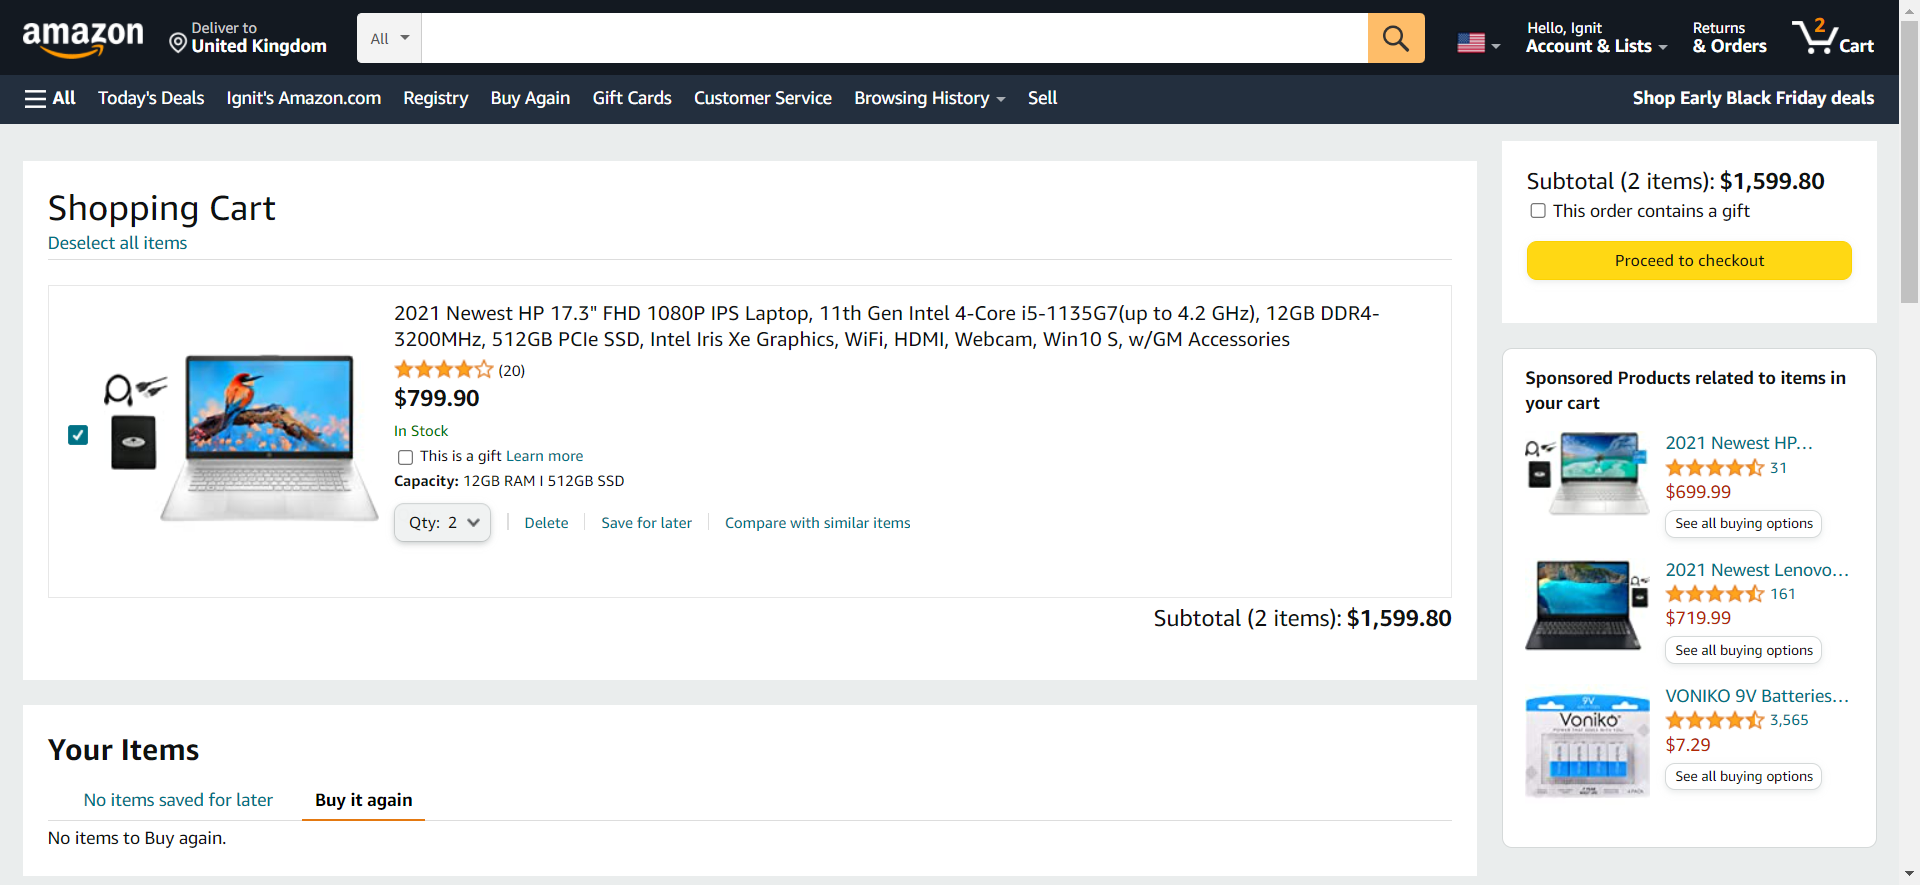 amazon
Deliver to
United Kingdom
All
Hello, Ignit
Account & Lists
Returns
& Orders
2
Cart
All
Today's Deals
Ignit's Amazon.com
Registry
Buy Again
Gift Cards
Customer Service
Browsing History
Sell
Shop Early Black Friday deals
Shopping Cart
Deselect all items
2021 Newest HP 17.3" FHD 1080P IPS Laptop, 11th Gen Intel 4-Core i5-1135G7(up to 4.2 GHz), 12GB DDR4-
3200MHz, 512GB PCIe SSD, Intel Iris Xe Graphics, WiFi, HDMI, Webcam, Win10 S, w/GM Accessories
(20)
$799.90
In Stock
This is a gift Learn more
Capacity: 12GB RAM I 512GB SSD
Qty: 2
Delete
Save for later
Compare with similar items
Subtotal (2 items): $1,599.80
Your Items
No items saved for later
Buy it again
No items to Buy again.
Subtotal (2 items): $1,599.80
This order contains a gift
Proceed to checkout
Sponsored Products related to items in
your cart
2021 Newest HP...
31
$699.99
See all buying options
2021 Newest Lenovo...
161
$719.99
See all buying options
9V
Voniko
VONIKO 9V Batteries...
3,565
$7.29
See all buying options